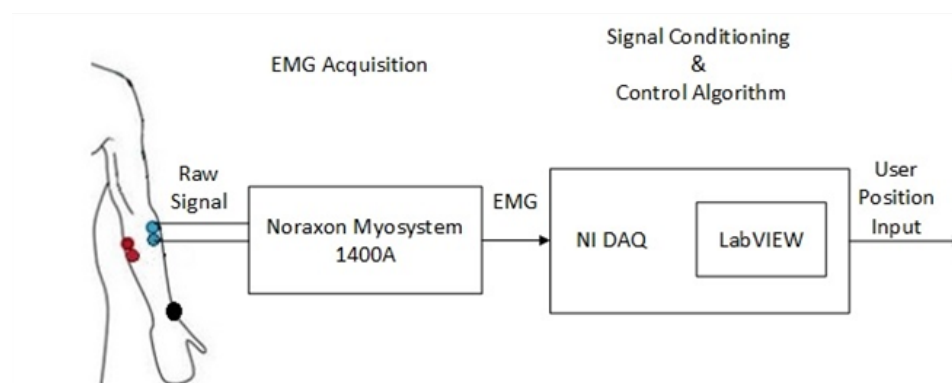 EMG Acquisition
Signal Conditioning
&
Control Algorithm
Raw
Signal
Noraxon Myosystem
1400A
EMG
NI DAQ
LabVIEW
User
Position
Input